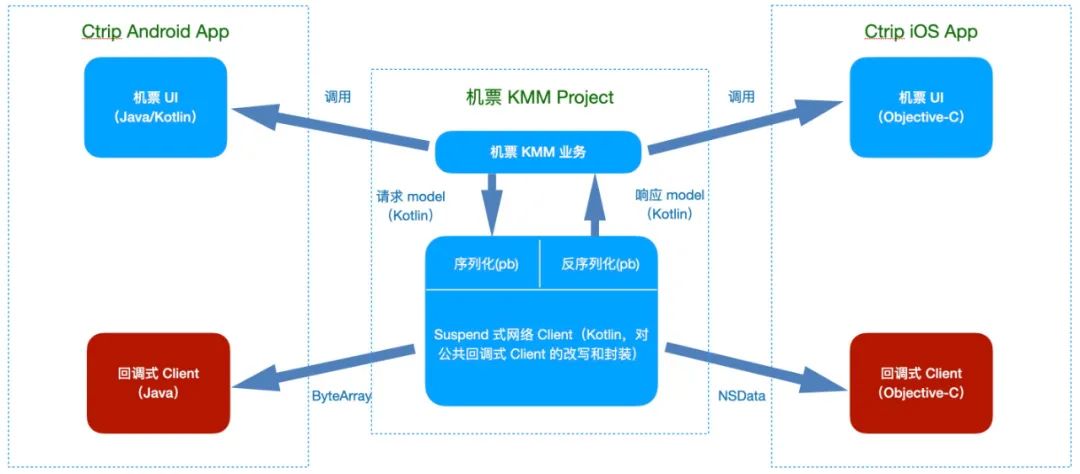 Ctrip Android App
机票 UI
（Java/Kotlin）
回调式 Client
（Java）
调用
机票 KMM Project
机票 KMM 业务
请求 model
（Kotlin）
响应 model
（Kotlin）
序列化(pb)
反序列化(pb)
Suspend 式网络 Client（Kotlin，对
公共回调式 Client 的改写和封装）
ByteArray
NSData
调用
Ctrip iOS App
机票 UI
（Objective-C）
回调式 Client
（Objective-C）